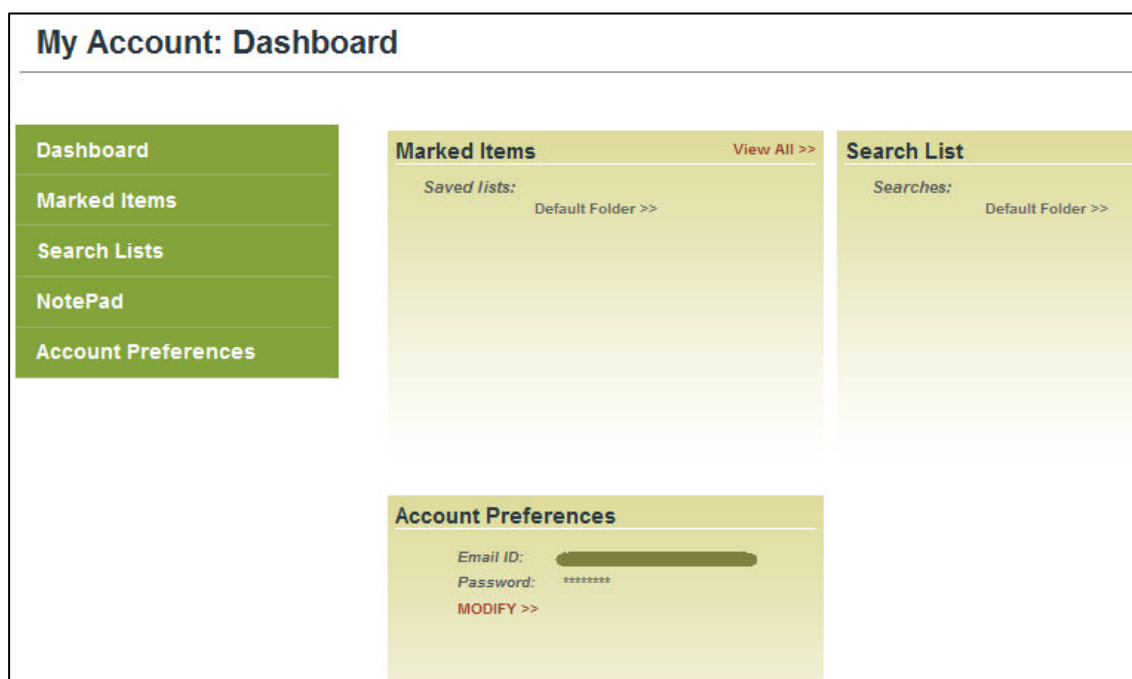 My Account: Dashboard
Dashboard
Marked Items
Search Lists
NotePad
Account Preferences
Marked Items View All >>
Saved lists:
Default Folder >>
Search List
Searches:
Default Folder >>
Account Preferences
Email ID:
Password: ********
MODIFY >>